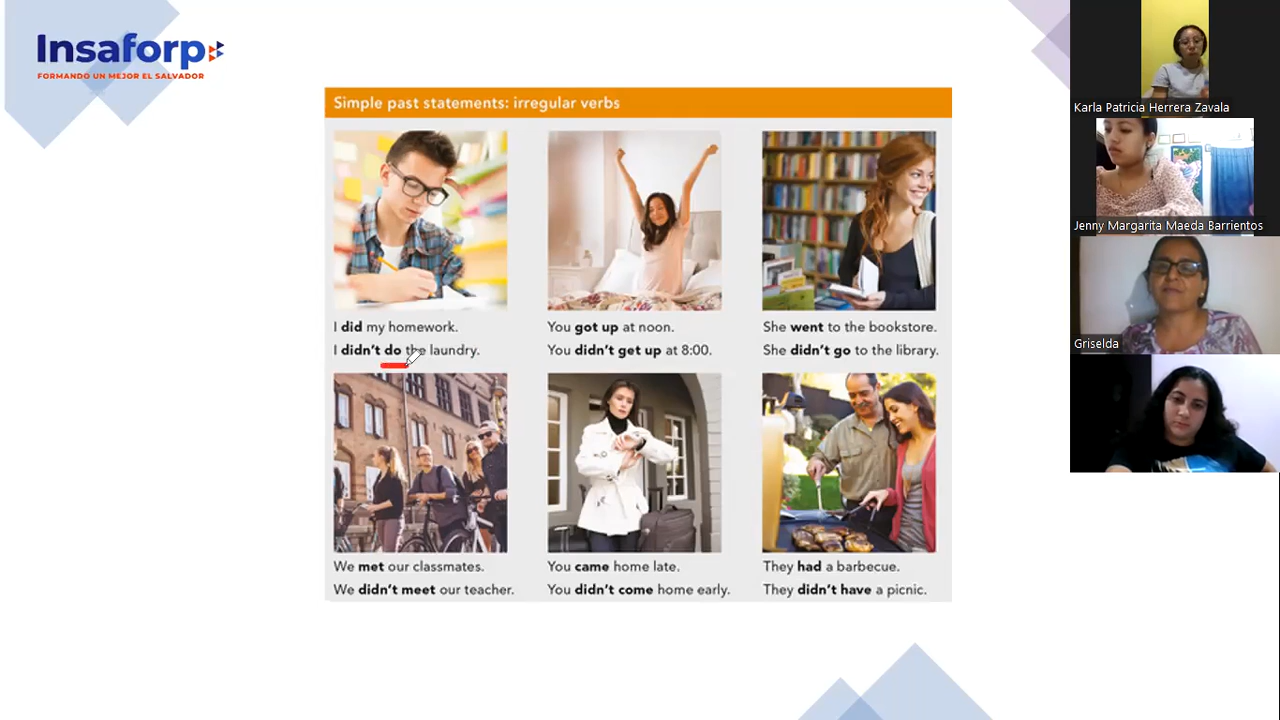 Insaforp
FORMANDO UN MEJOR EL SALVADOR
Simple past statements: irregular verbs
I did my homework.
I didn't do the laundry.
You got up at noon.
You didn't get up at 8:00.
She went to the bookstore.
She didn't go to the library.
We met our classmates.
We didn't meet our teacher.
You came home late.
You didn't come home early.
They had a barbecue.
They didn't have a picnic.
Karla Patricia Herrera Zavala
Jenny Margarita Maeda Barrientos
Griselda